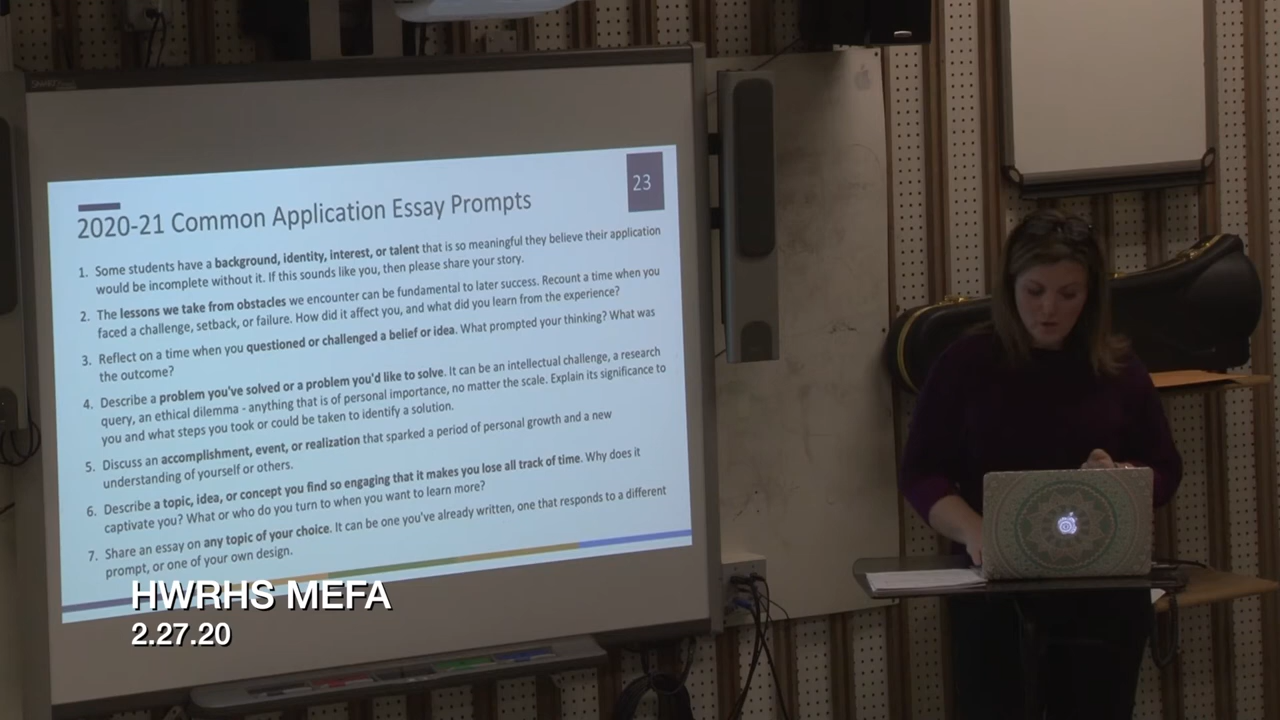 23
2020-21 Common Application Essay Prompts
1. Some students have a background, identity, interest, or talent that is so meaningful they believe their application
would be incomplete without it. If this sounds like you, then please share your story.
2. The lessons we take from obstacles we encounter can be fundamental to later success. Recount a time when you
faced a challenge, setback, or failure. How did it affect you, and what did you learn from the experience?
3. Reflect on a time when you questioned or challenged a belief or idea. What prompted your thinking? What was
the outcome?
4. Describe a problem you've solved or a problem you'd like to solve. It can be an intellectual challenge, a research
query, an ethical dilemma - anything that is of personal importance, no matter the scale. Explain its significance to
you and what steps you took or could be taken to identify a solution.
5. Discuss an accomplishment, event, or realization that sparked a period of personal growth and a new
understanding of yourself or others.
6. Describe a topic, idea, or concept you find so engaging that it makes you lose all track of time. Why does it
captivate you? What or who do you turn to when you want to learn more?
7. Share an essay on any topic of your choice. It can be one you've already written, one that responds to a different
prompt, or one of your own design.
HWRHS MEFA
2.27.20